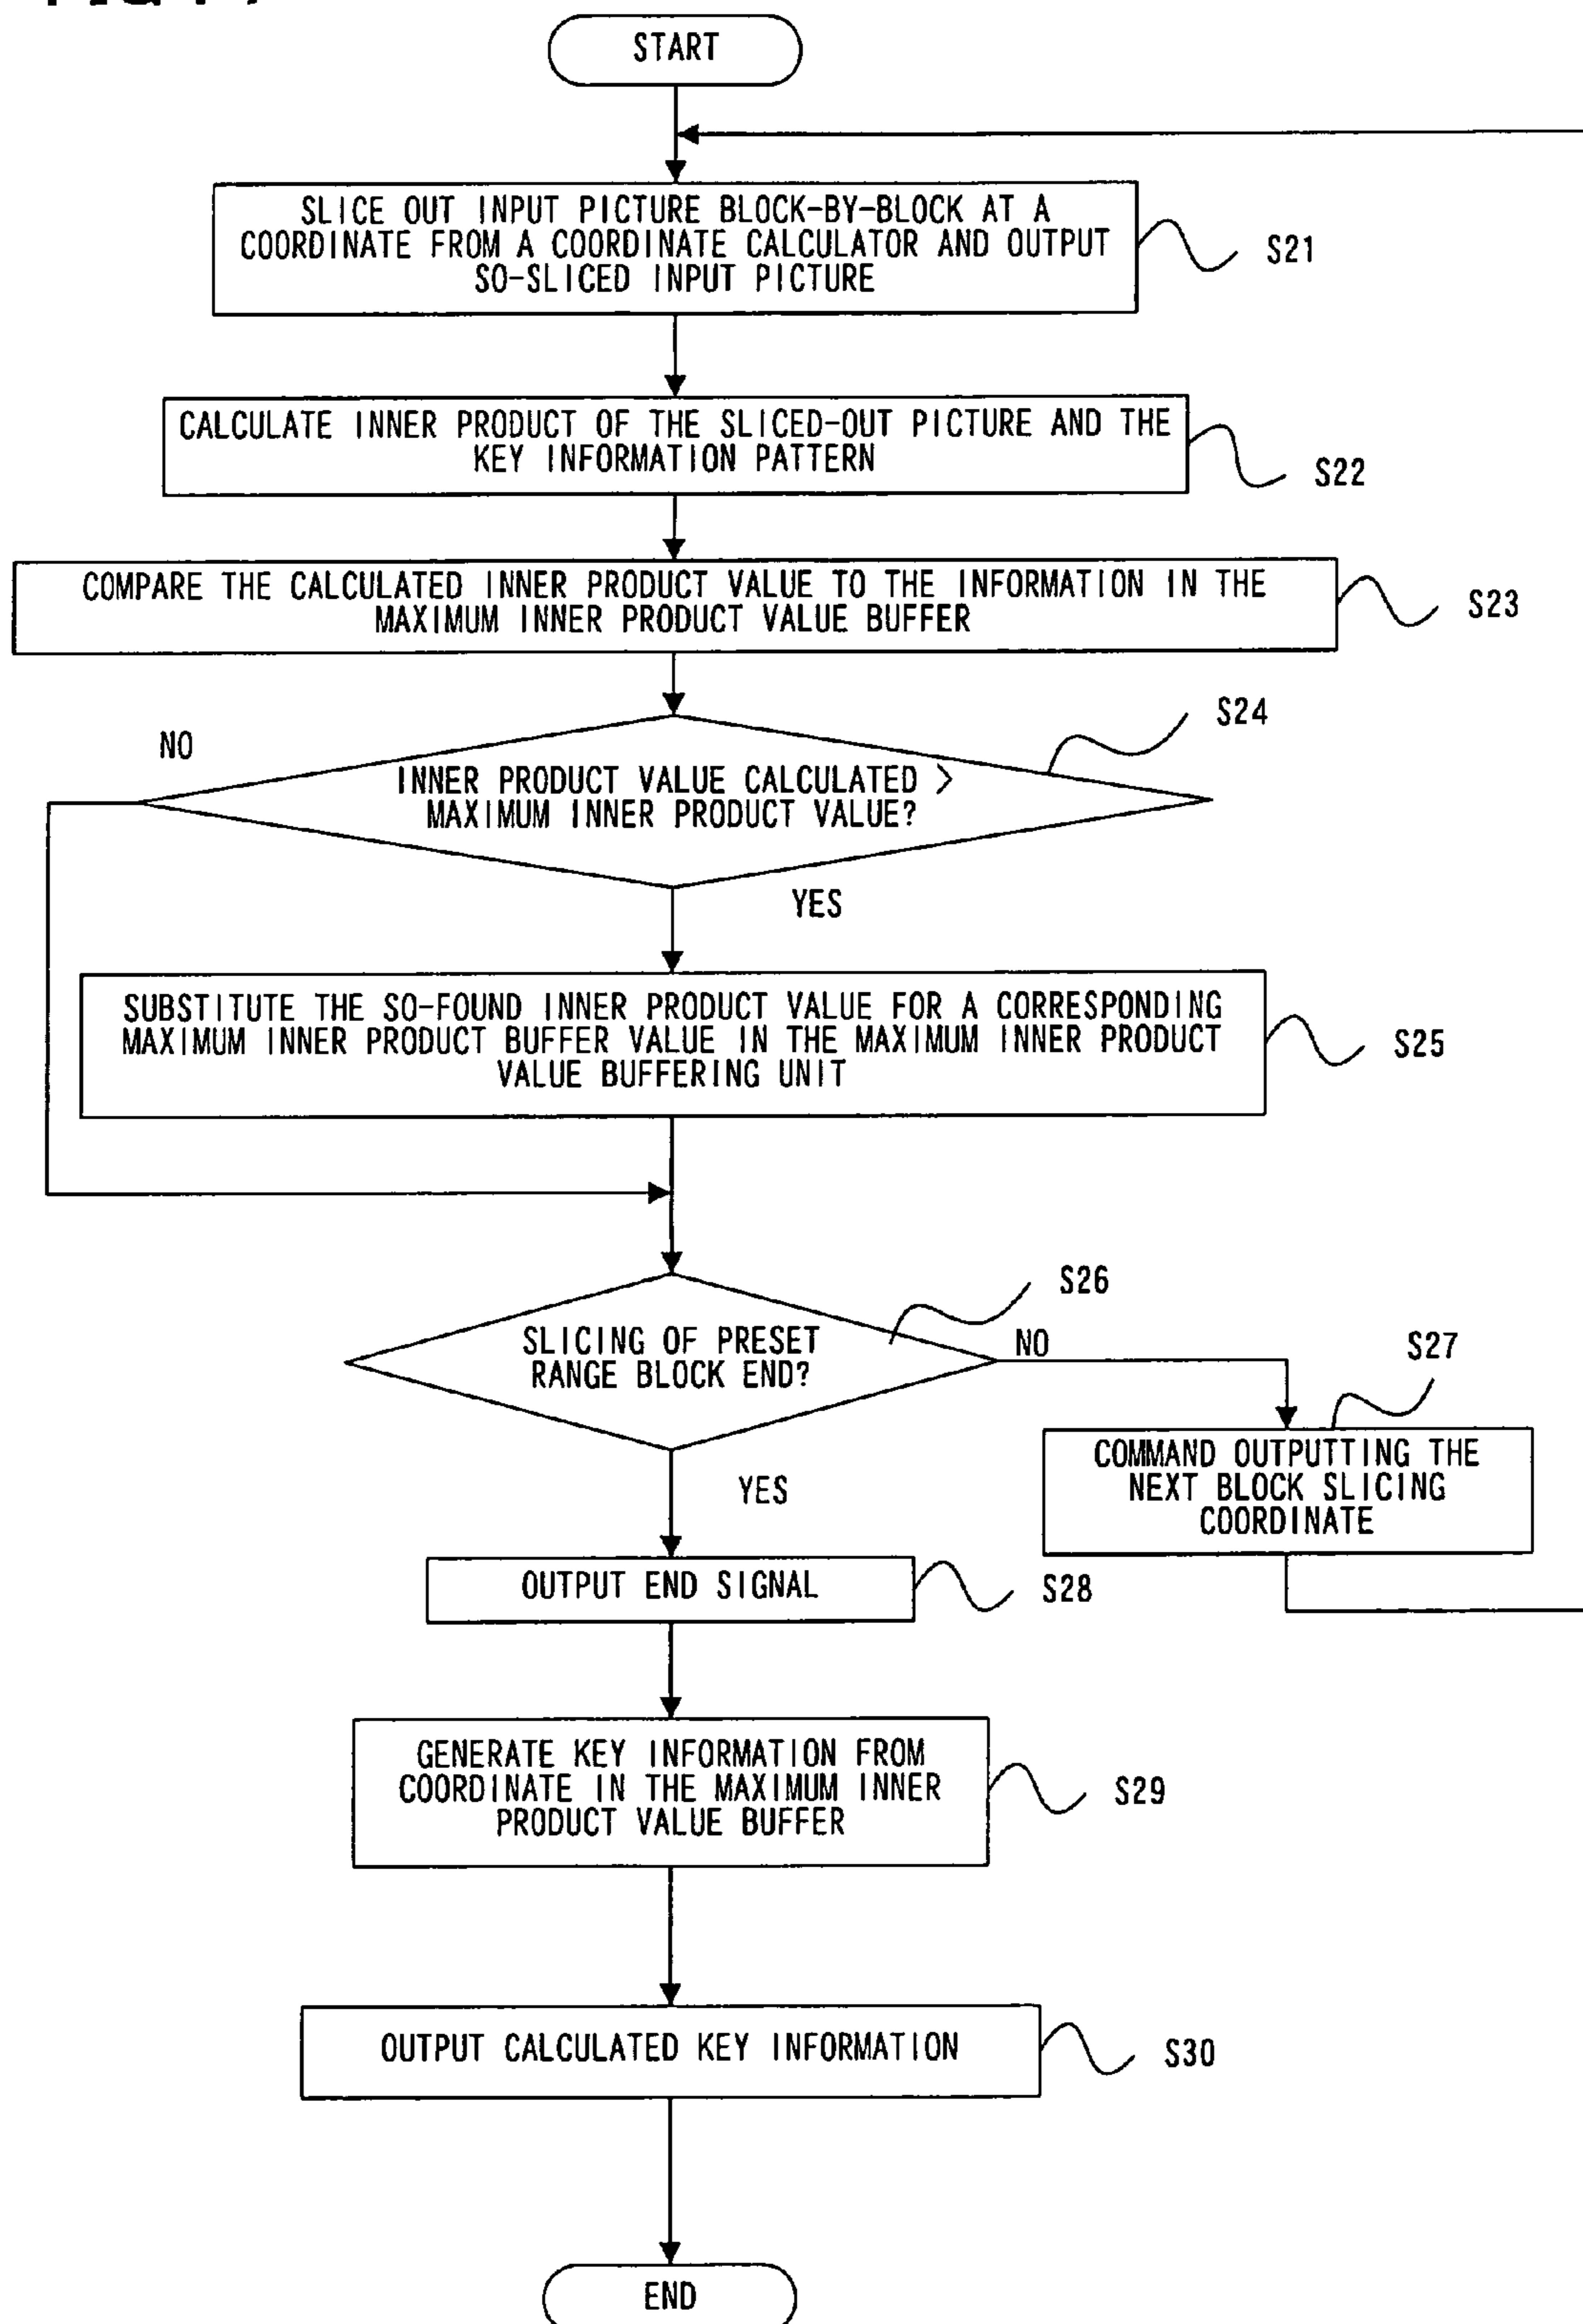 START
SLICE OUT INPUT PICTURE BLOCK-BY-BLOCK AT A
COORDINATE FROM A COORDINATE CALCULATOR AND OUTPUT
SO-SLICED INPUT PICTURE
S21
CALCULATE INNER PRODUCT OF THE SLICED-OUT PICTURE AND THE
KEY INFORMATION PATTERN
S22
COMPARE THE CALCULATED INNER PRODUCT VALUE TO THE INFORMATION IN THE
MAXIMUM INNER PRODUCT VALUE BUFFER
S23
S24
NO
INNER PRODUCT VALUE CALCULATED >
MAXIMUM INNER PRODUCT VALUE?
YES
SUBSTITUTE THE SO-FOUND INNER PRODUCT VALUE FOR A CORRESPONDING
MAXIMUM INNER PRODUCT BUFFER VALUE IN THE MAXIMUM INNER PRODUCT
VALUE BUFFERING UNIT
S25
S26
SLICING OF PRESET
RANGE BLOCK END?
NO
S27
COMMAND OUTPUTTING THE
NEXT BLOCK SLICING
COORDINATE
YES
OUTPUT END SIGNAL
S28
GENERATE KEY INFORMATION FROM
COORDINATE IN THE MAXIMUM INNER
PRODUCT VALUE BUFFER
S29
OUTPUT CALCULATED KEY INFORMATION
S30
END